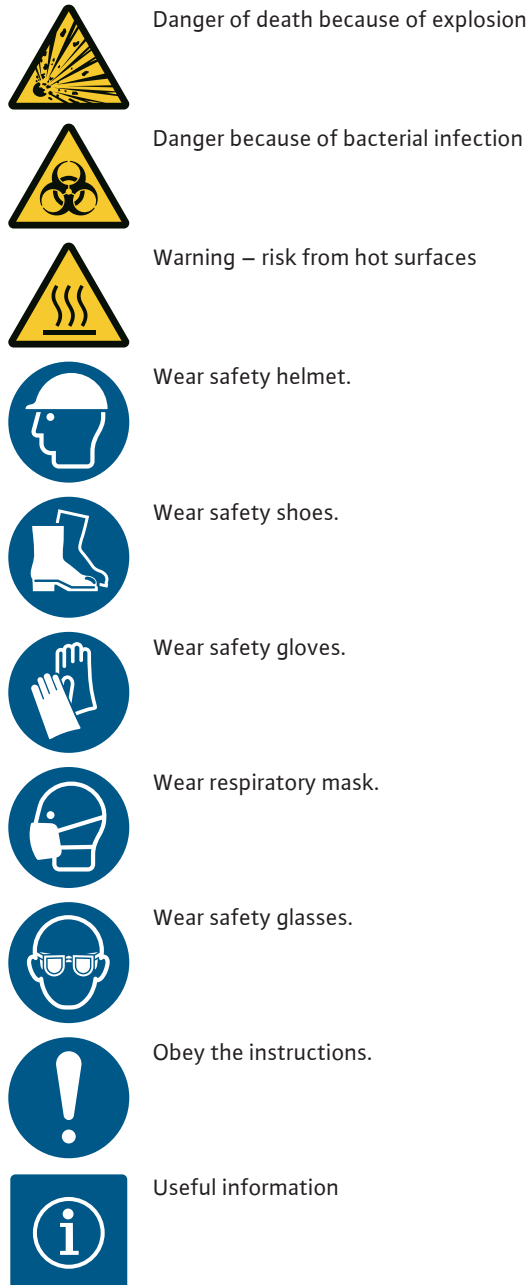 Danger of death because of explosion
Danger because of bacterial infection
Warning – risk from hot surfaces
Wear safety helmet.
Wear safety shoes.
Wear safety gloves.
Wear respiratory mask.
Wear safety glasses.
Obey the instructions.
Useful information
i